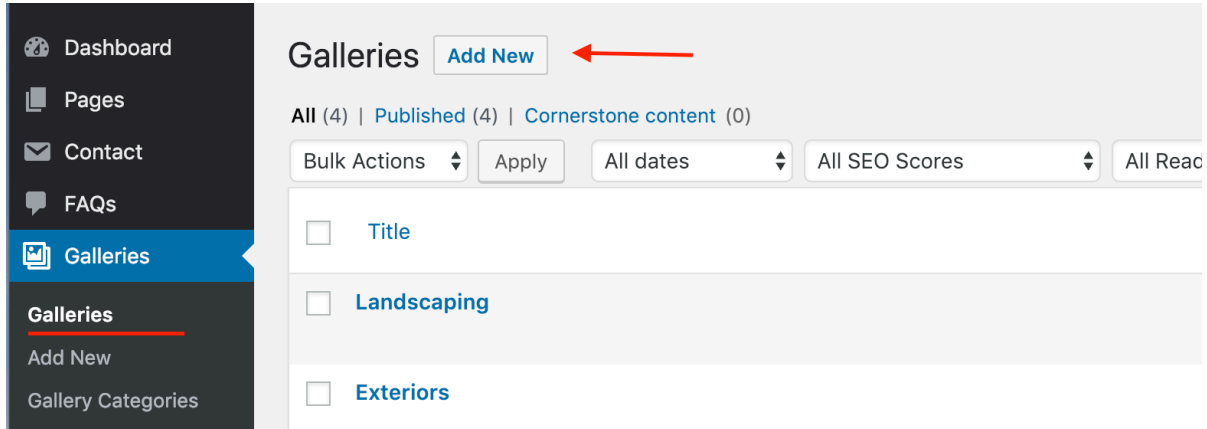 Dashboard
Pages
Contact
FAQs
Galleries
Galleries
Add New
Gallery Categories
Galleries Add New
All (4) | Published (4) | Cornerstone content (0)
Bulk Actions Apply All dates All SEO Scores All Read
Title
Landscaping
Exteriors